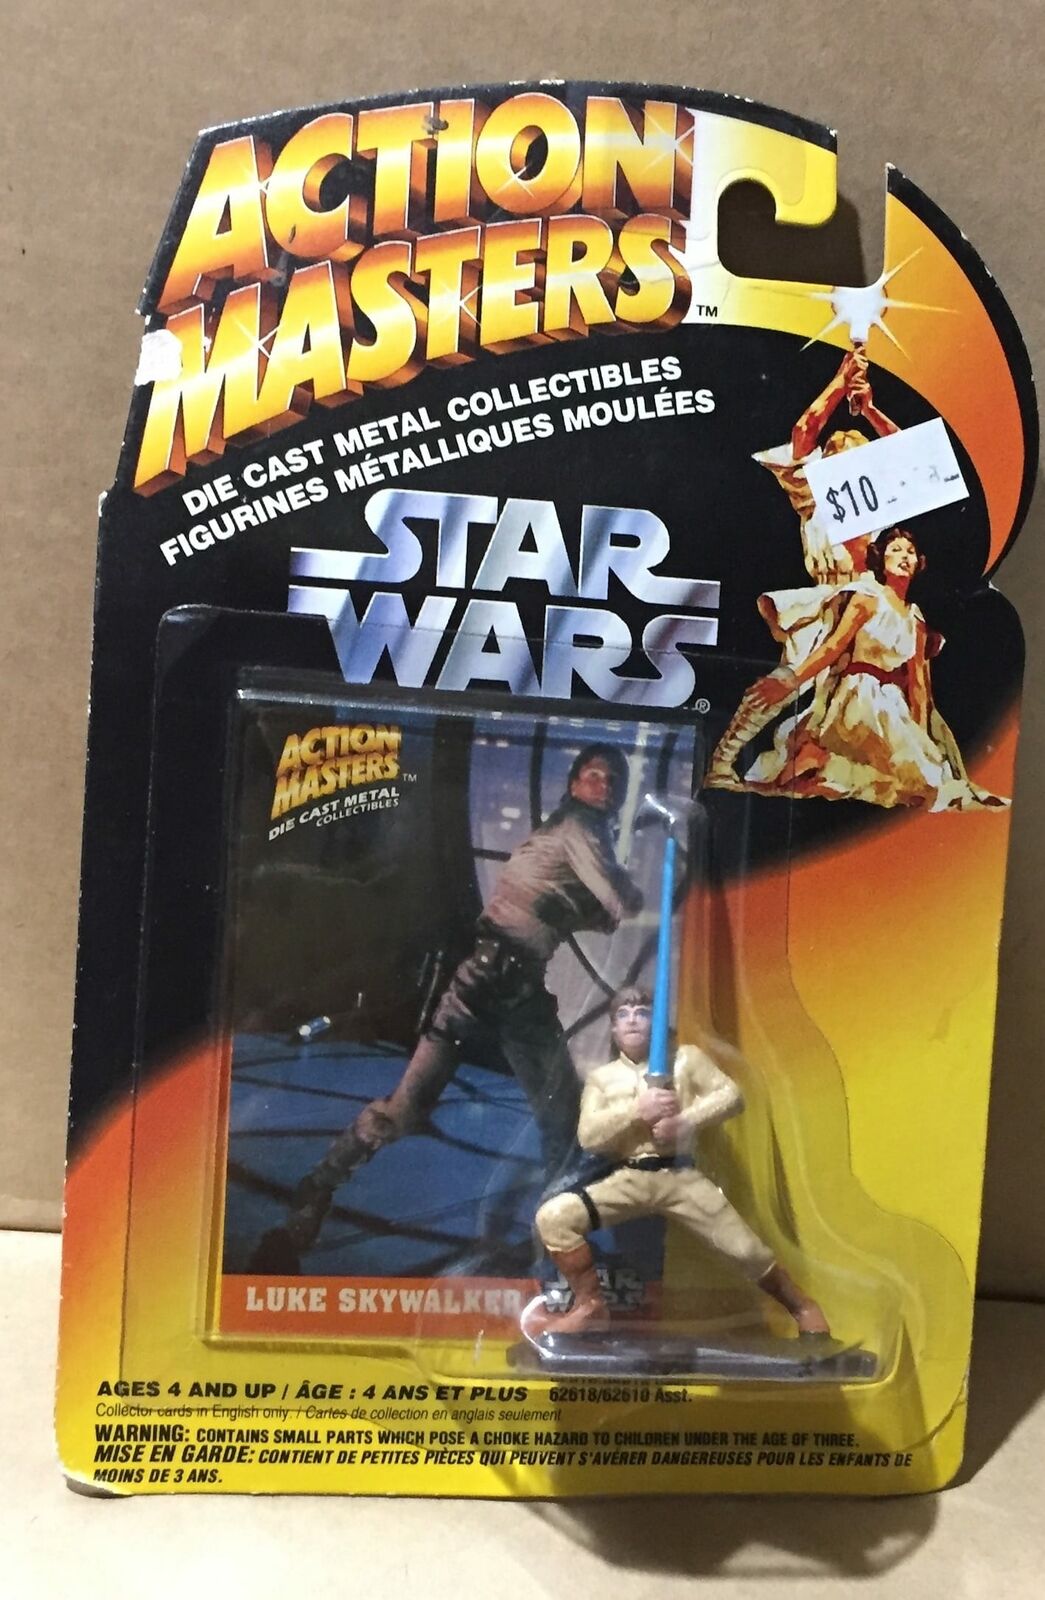 ACTION
MASTERS
TM
DIE CAST METAL COLLECTIBLES
FIGURINES MÉTALLIQUES MOULÉES
$10
STAR
WARS
®
ACTION
MASTERS
TM
DIE CAST METAL
COLLECTIBLES
LUKE SKYWALKER
STAR
WARS
AGES 4 AND UP / ÂGE : 4 ANS ET PLUS
62618/62610 Asst.
Collector cards in English only. / Cartes de collection en anglais seulement
WARNING: CONTAINS SMALL PARTS WHICH POSE A CHOKE HAZARD TO CHILDREN UNDER THE AGE OF THREE.
MISE EN GARDE: CONTIENT DE PETITES PIÈCES QUI PEUVENT S'AVÉRER DANGEREUSES POUR LES ENFANTS DE
MOINS DE 3 ANS.